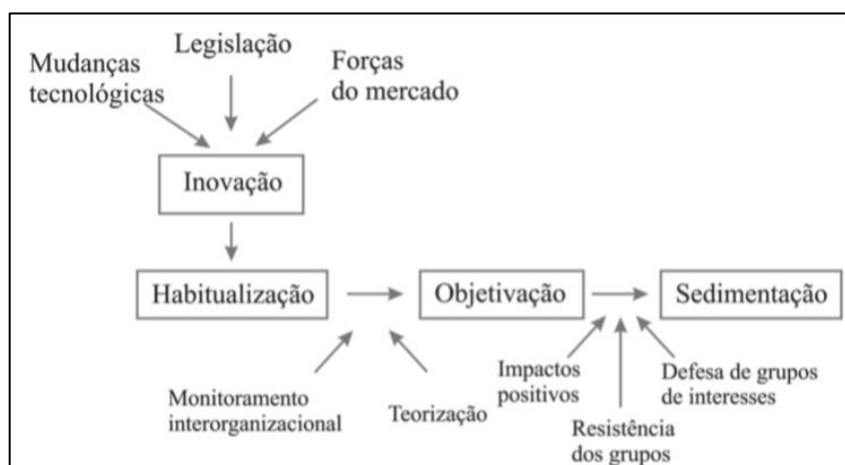 Legislação
Mudanças
tecnológicas
Forças
do mercado
Inovação
Habitualização
Objetivação
Sedimentação
Monitoramento
interorganizacional
Teorização
Impactos
positivos
Resistência
dos grupos
Defesa de grupos
de interesses